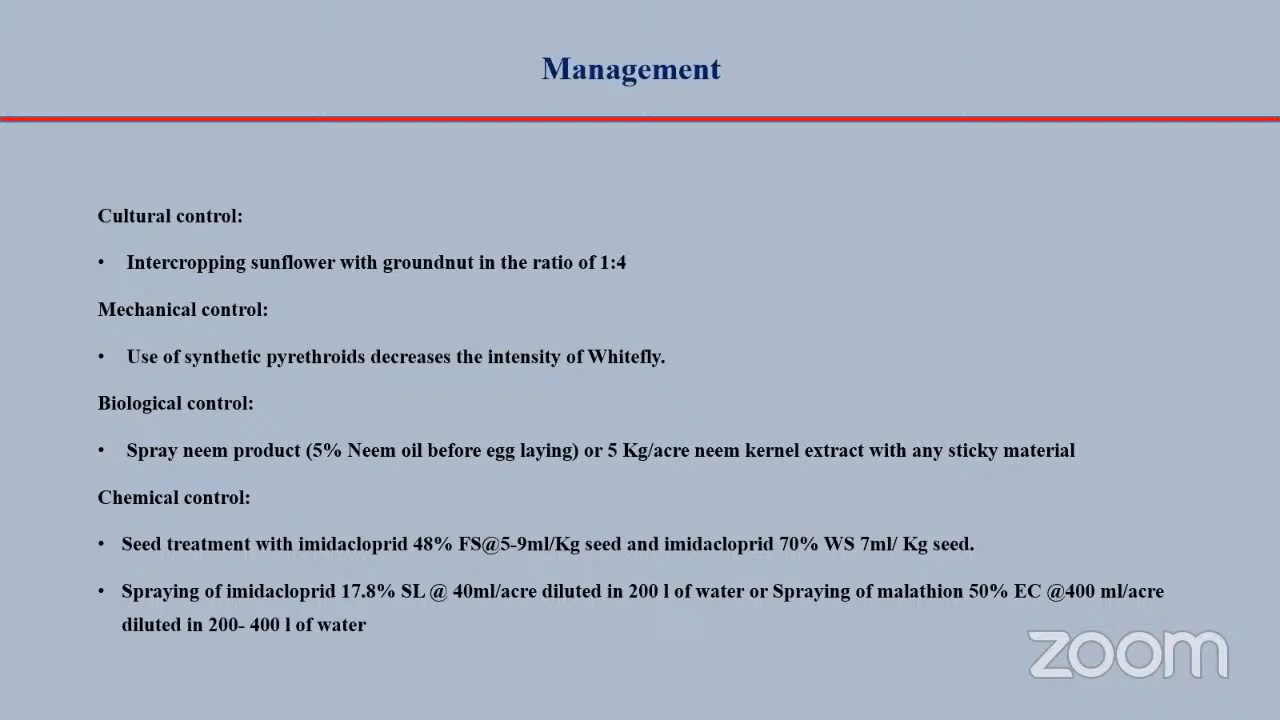 Management
Cultural control:
• Intercropping sunflower with groundnut in the ratio of 1:4
Mechanical control:
• Use of synthetic pyrethroids decreases the intensity of Whitefly.
Biological control:
• Spray neem product (5% Neem oil before egg laying) or 5 Kg/acre neem kernel extract with any sticky material
Chemical control:
• Seed treatment with imidacloprid 48% FS@5-9ml/Kg seed and imidacloprid 70% WS 7ml/ Kg seed.
• Spraying of imidacloprid 17.8% SL @ 40ml/acre diluted in 200 l of water or Spraying of malathion 50% EC @400 ml/acre
diluted in 200- 400 l of water
zoom